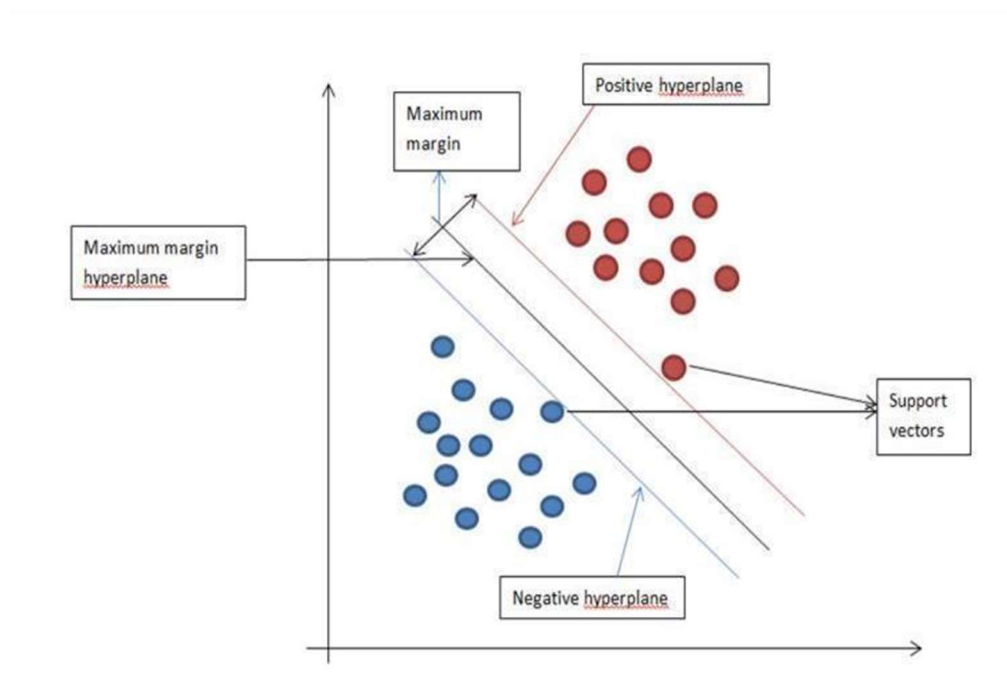 Positive hyperplane
Maximum
margin
Maximum margin
hyperplane
Support
vectors
Negative hyperplane